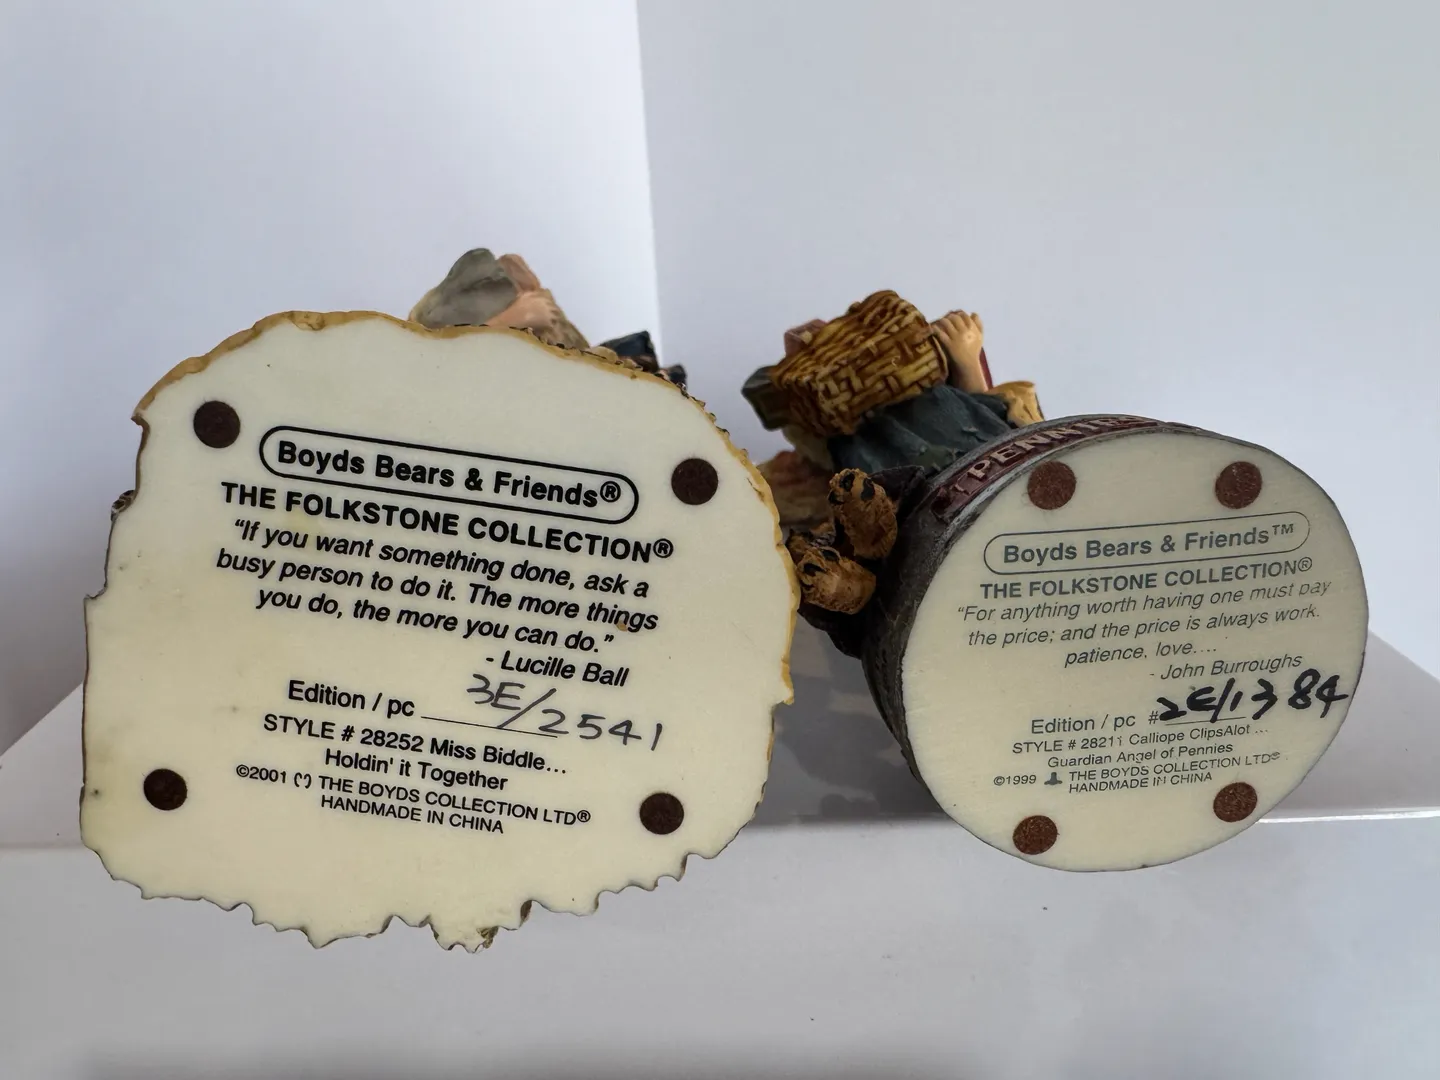 Boyds Bears & Friends®
THE FOLKSTONE COLLECTION®
“If you want something done, ask a
busy person to do it. The more things
you do, the more you can do.”
- Lucille Ball
Edition / pc 3E/2541
STYLE # 28252 Miss Biddle...
Holdin' it Together
©2001 THE BOYDS COLLECTION LTD®
HANDMADE IN CHINA
Boyds Bears & Friends™
THE FOLKSTONE COLLECTION®
“For anything worth having one must pay
the price; and the price is always work.
patience, love....
- John Burroughs
Edition / pc # 2E/1384
STYLE # 28211 Calliope ClipsAlot ...
Guardian Angel of Pennies
©1999 THE BOYDS COLLECTION LTD®
HANDMADE IN CHINA